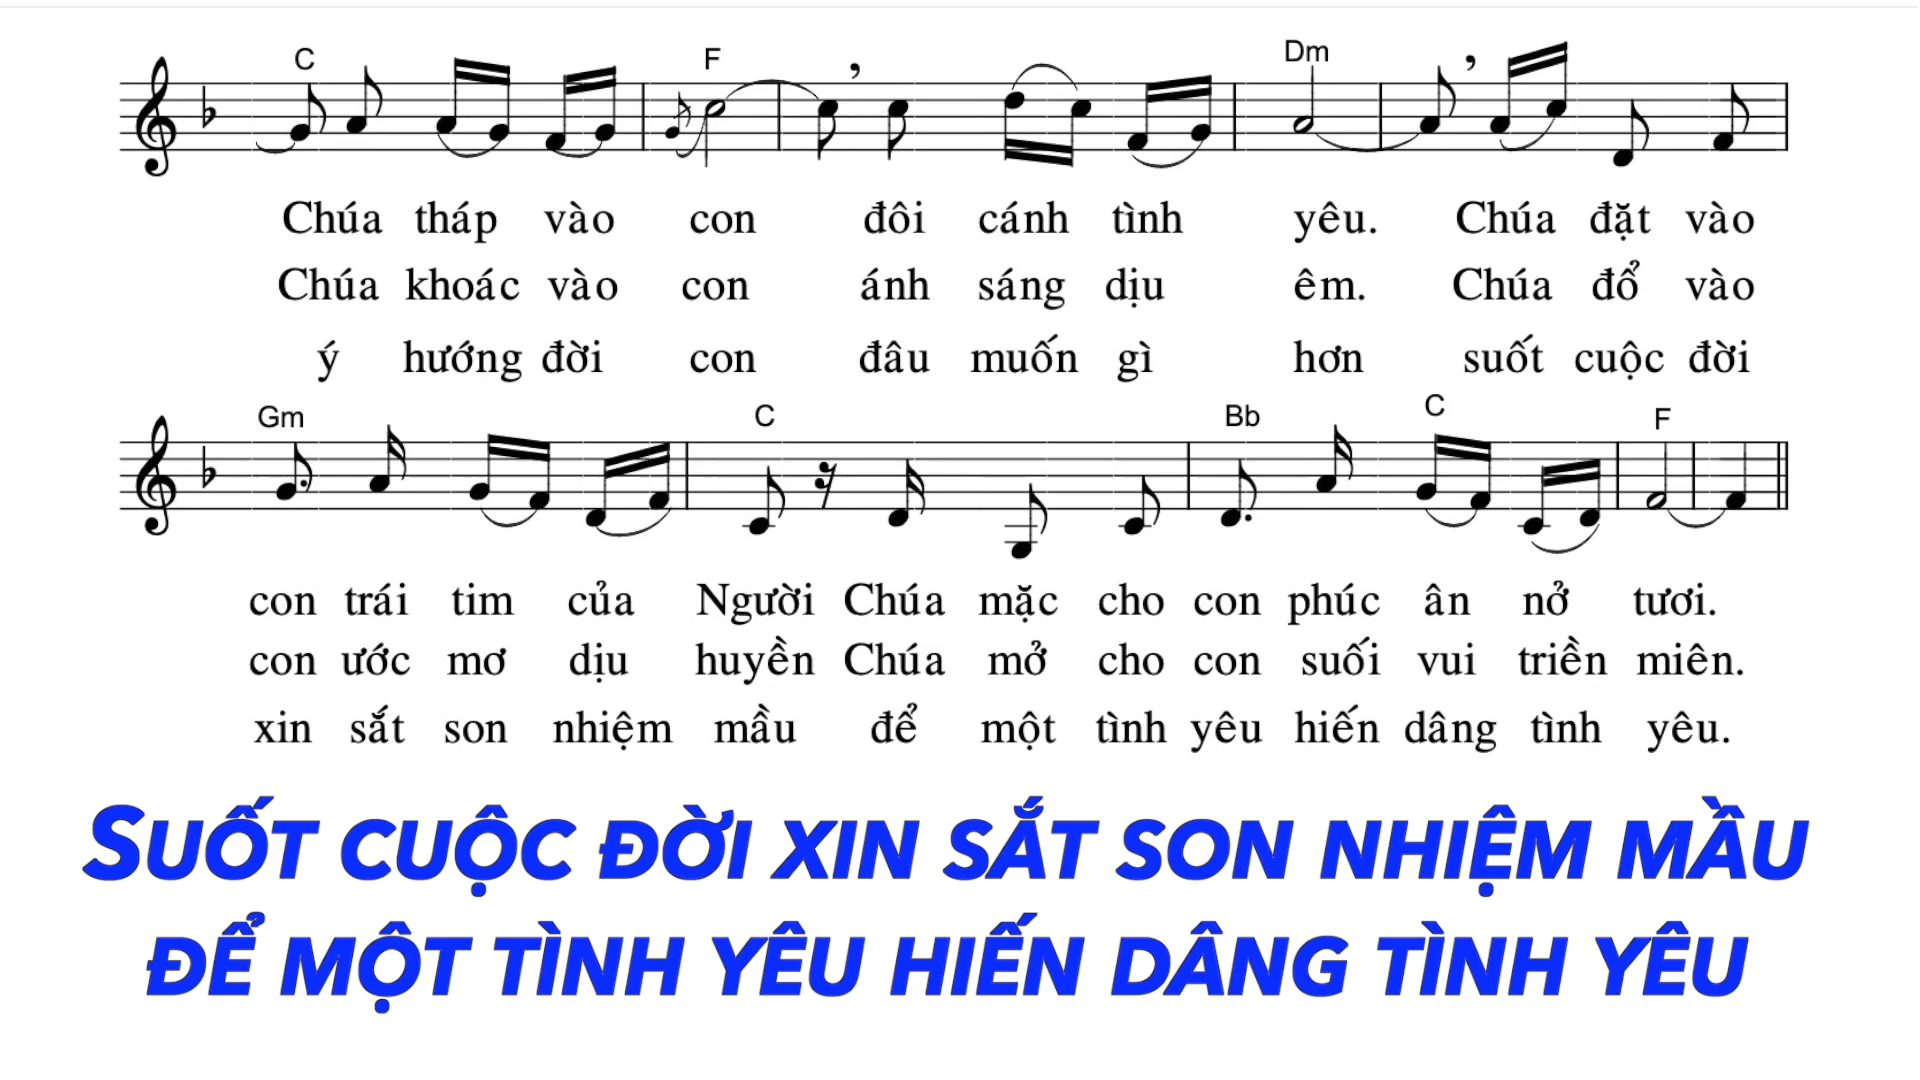 C F Dm
Chúa tháp vào con đôi cánh tình yêu. Chúa đặt vào
Chúa khoác vào con ánh sáng dịu êm. Chúa đổ vào
ý hướng đời con đâu muốn gì hơn suốt cuộc đời
Gm C Bb C F
con trái tim của Người Chúa mặc cho con phúc ân nở tươi.
con ước mơ dịu huyền Chúa mở cho con suối vui triền miên.
xin sắt son nhiệm mầu để một tình yêu hiến dâng tình yêu.
SUỐT CUỘC ĐỜI XIN SẮT SON NHIỆM MẦU
ĐỂ MỘT TÌNH YÊU HIẾN DÂNG TÌNH YÊU